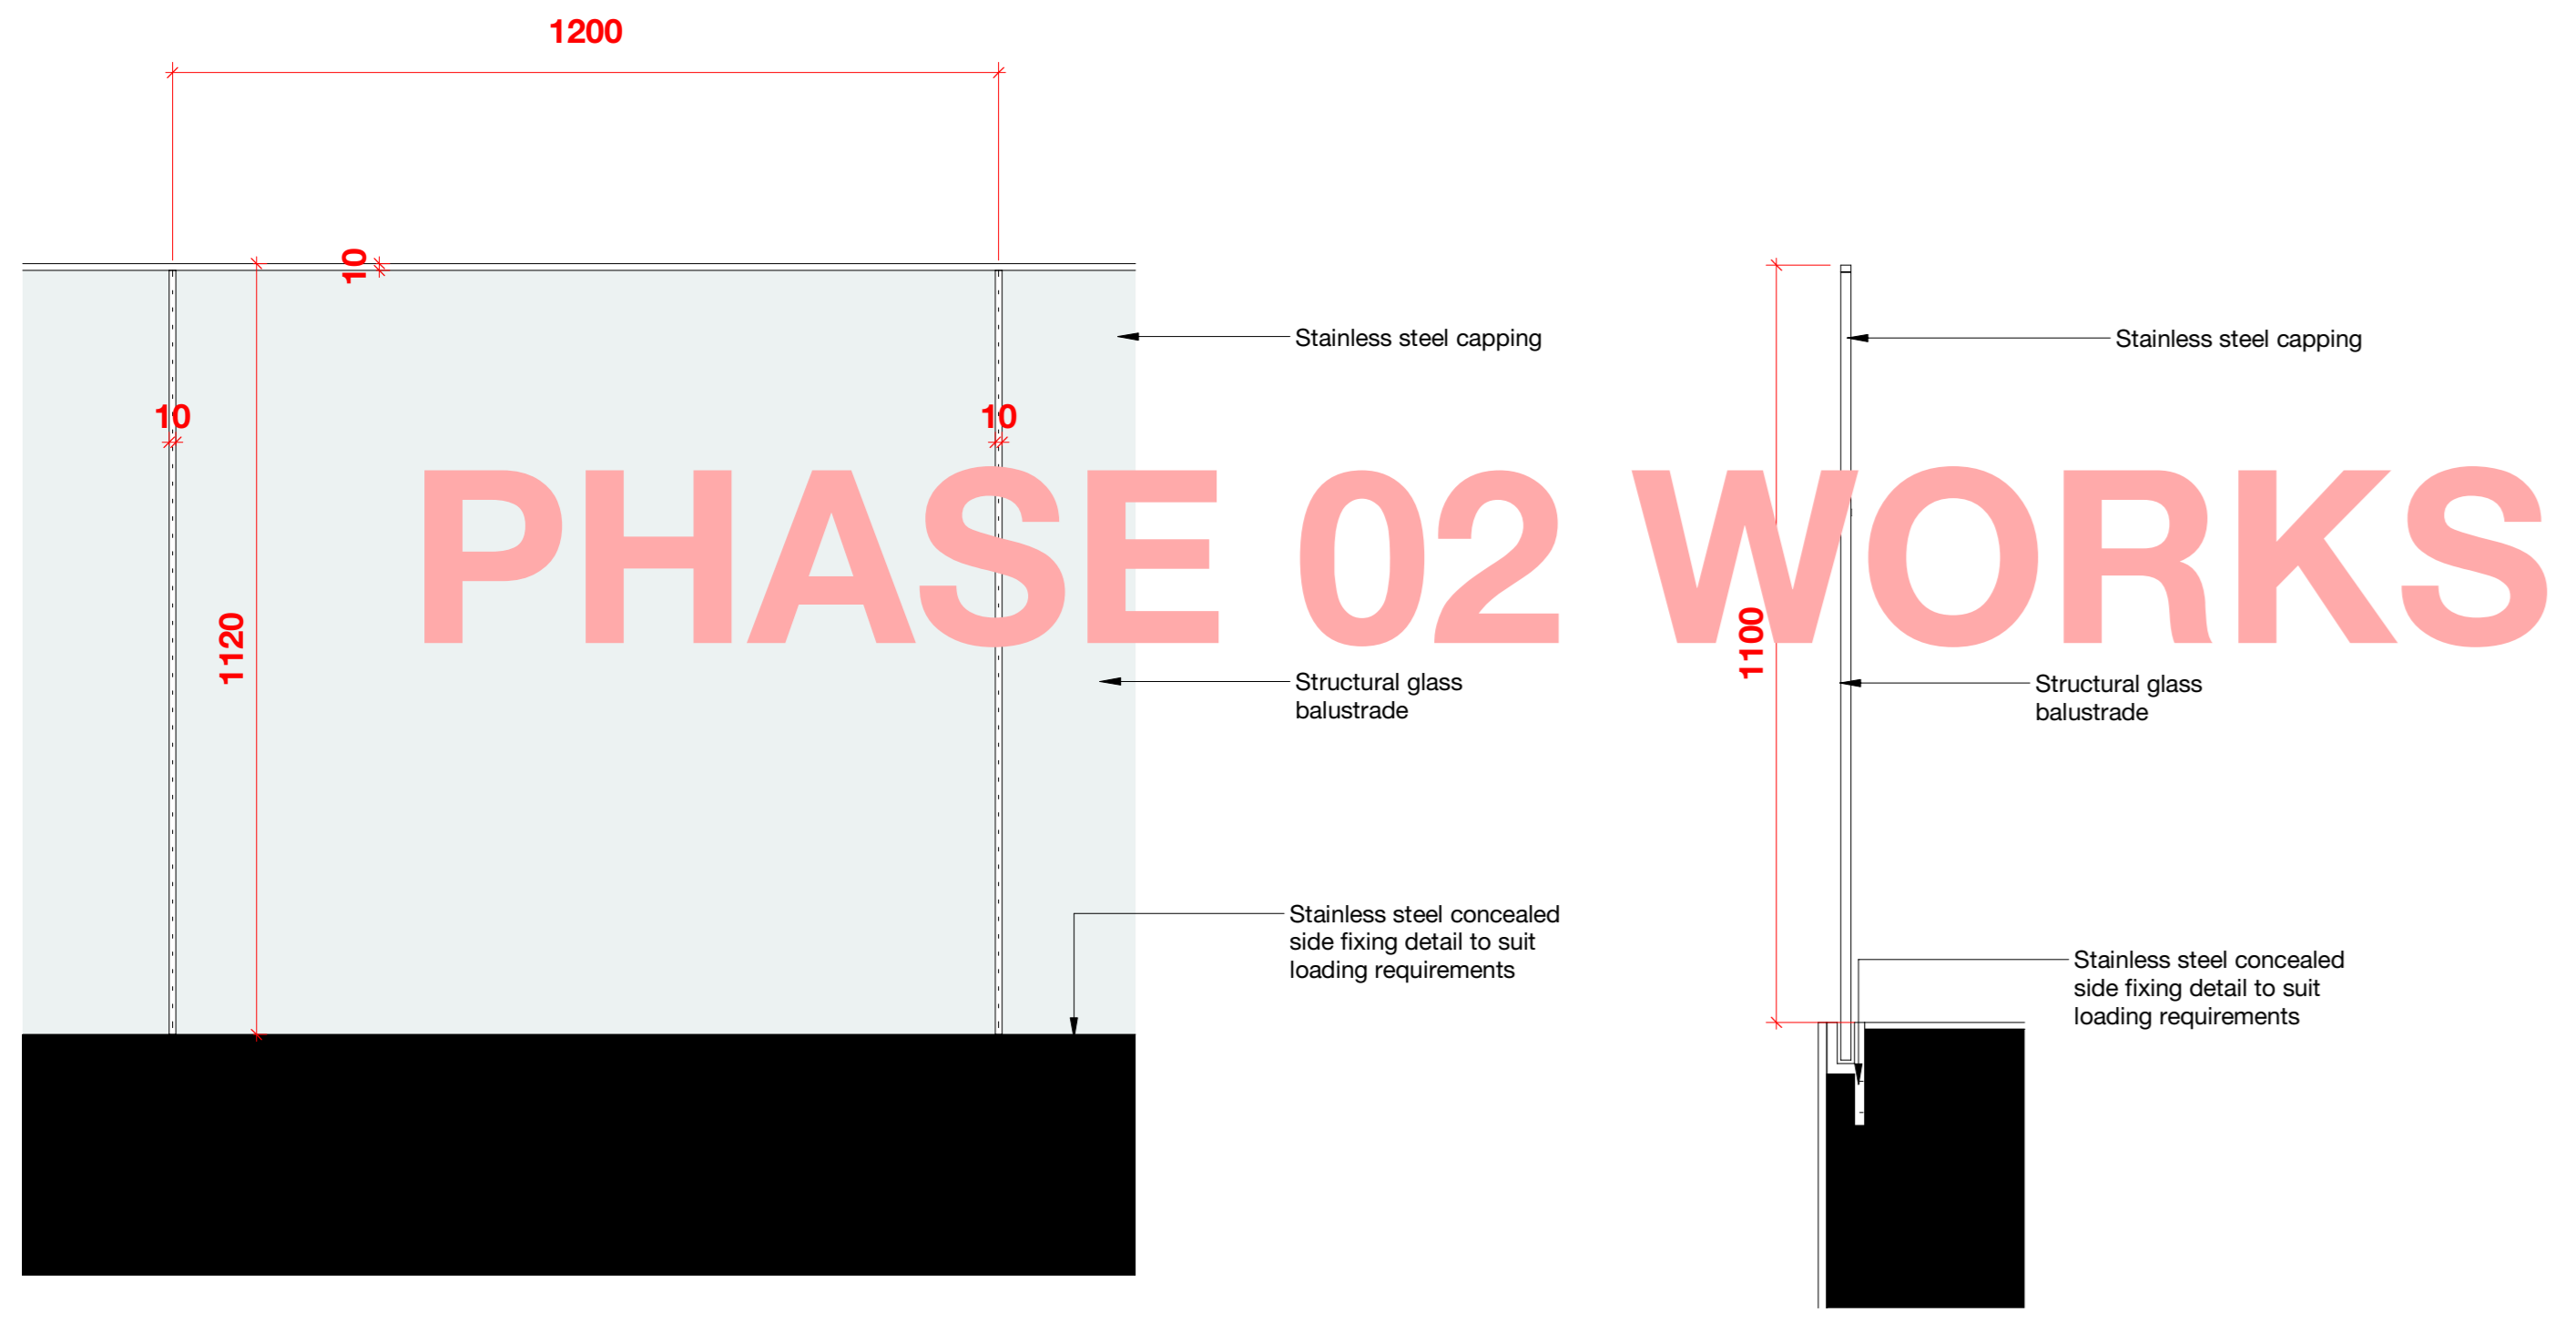 1200
10
Stainless steel capping
Stainless steel capping
10
10
PHASE 02 WORKS
1120
1100
Structural glass
balustrade
Structural glass
balustrade
Stainless steel concealed
side fixing detail to suit
loading requirements
Stainless steel concealed
side fixing detail to suit
loading requirements